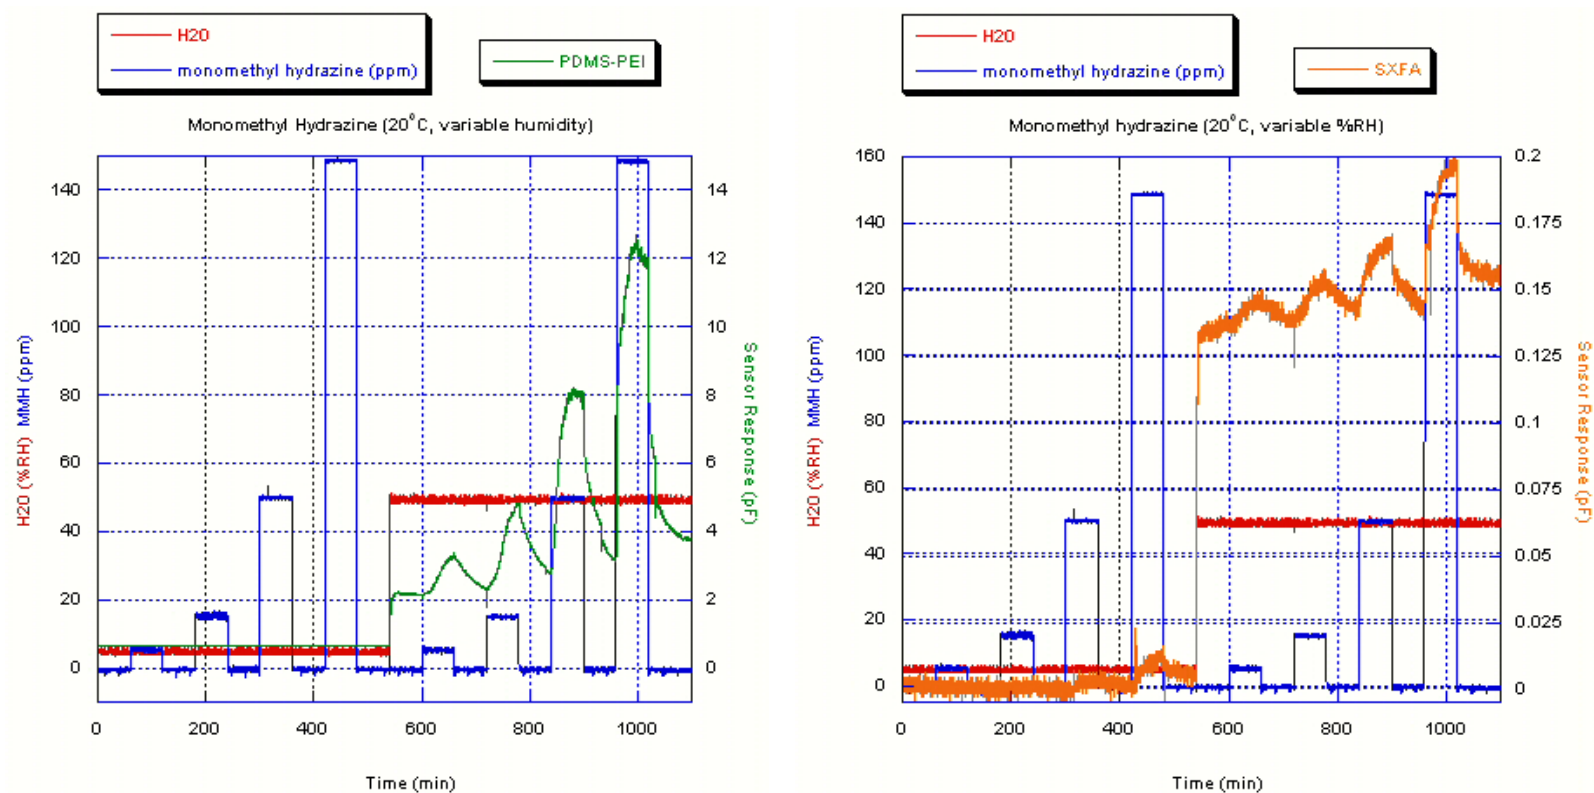 H2O
monomethyl hydrazine (ppm)
PDMS-PEI
Monomethyl Hydrazine (20°C, variable humidity)
H2O (%RH) MMH (ppm)
140
120
100
80
60
40
20
0
14
12
10
8
6
4
2
0
Sensor Response (pF)
0 200 400 600 800 1000
Time (min)
H2O
monomethyl hydrazine (ppm)
SXFA
Monomethyl hydrazine (20°C, variable %RH)
H2O (%RH) MMH (ppm)
160
140
120
100
80
60
40
20
0
0.2
0.175
0.15
0.125
0.1
0.075
0.05
0.025
0
Sensor Response (pF)
0 200 400 600 800 1000
Time (min)